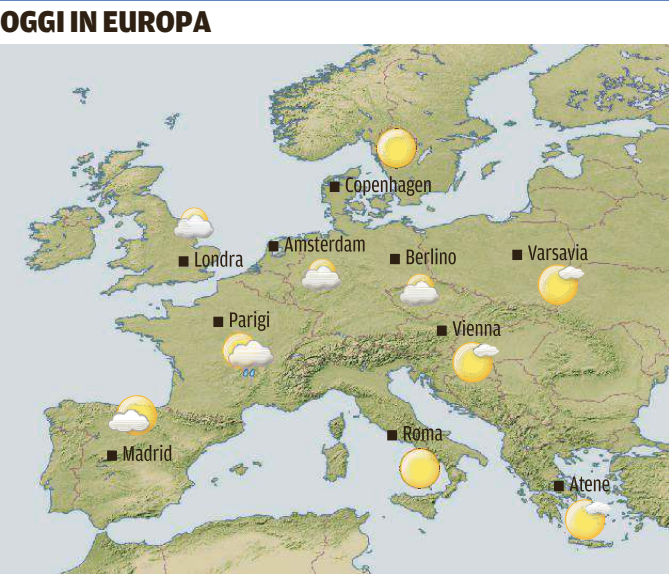 OGGI IN EUROPA
Copenhagen
Amsterdam
Londra
Berlino
Varsavia
Parigi
Vienna
Roma
Madrid
Atene